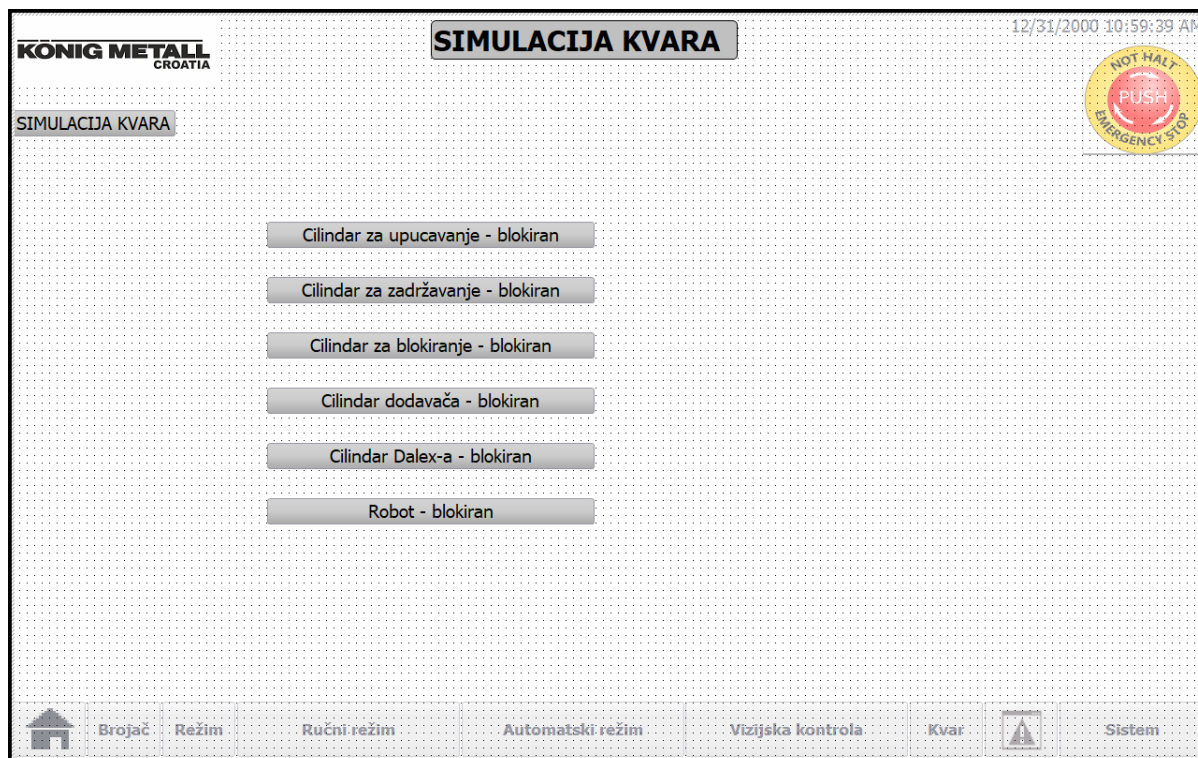 KÖNIG METALL
CROATIA
SIMULACIJA KVARA
12/31/2000 10:59:39 AM
NOT HALT
PUSH
EMERGENCY STOP
SIMULACIJA KVARA
Cilindar za upucavanje - blokiran
Cilindar za zadržavanje - blokiran
Cilindar za blokiranje - blokiran
Cilindar dodavača - blokiran
Cilindar Dalex-a - blokiran
Robot - blokiran
Brojač Režim Ručni režim Automatski režim Vizijska kontrola Kvar Sistem